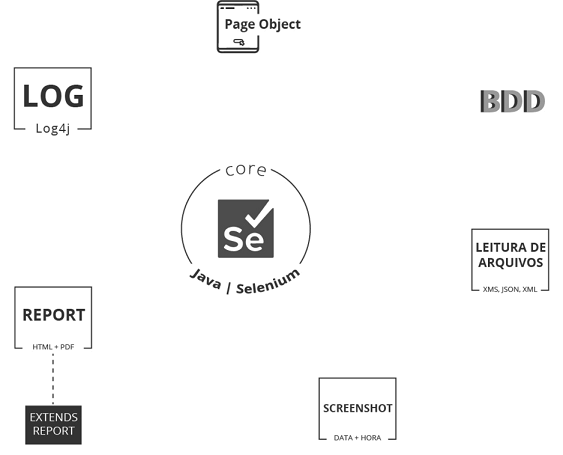 Page Object
LOG
Log4j
BDD
core
Se
Java | Selenium
LEITURA DE
ARQUIVOS
XMS, JSON, XML
REPORT
HTML + PDF
EXTENDS
REPORT
SCREENSHOT
DATA + HORA